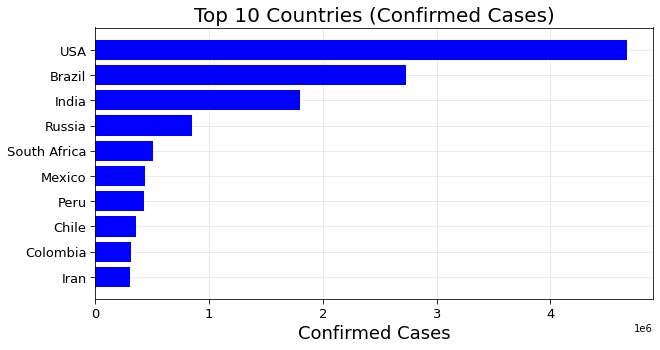 Top 10 Countries (Confirmed Cases)
USA
Brazil
India
Russia
South Africa
Mexico
Peru
Chile
Colombia
Iran
0 1 2 3 4
1e6
Confirmed Cases